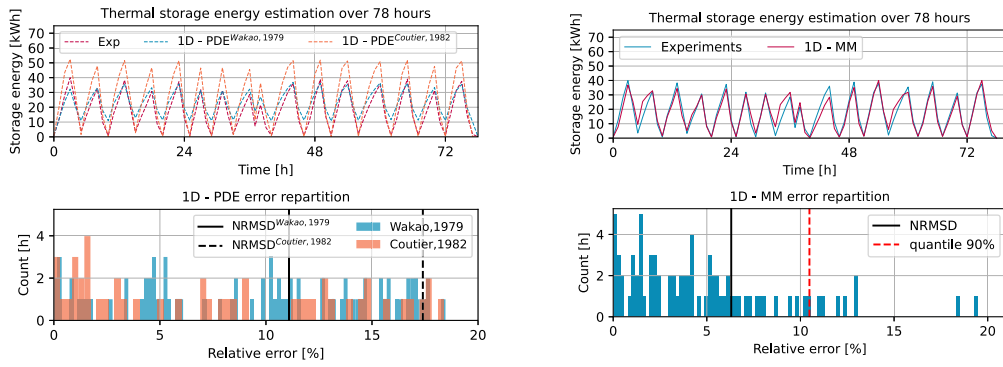 Thermal storage energy estimation over 78 hours
Storage energy [kWh]
70
60
50
40
30
20
10
0
Exp
1D - PDE^Wakao, 1979
1D - PDE^Coutier, 1982
0 24 48 72
Time [h]
1D - PDE error repartition
Count [h]
4
2
0
NRMSD^Wakao, 1979
NRMSD^Coutier, 1982
Wakao,1979
Coutier,1982
0 5 10 15 20
Relative error [%]
Thermal storage energy estimation over 78 hours
Storage energy [kWh]
70
60
50
40
30
20
10
0
Experiments
1D - MM
0 24 48 72
Time [h]
1D - MM error repartition
Count [h]
4
2
0
NRMSD
quantile 90%
0 5 10 15 20
Relative error [%]